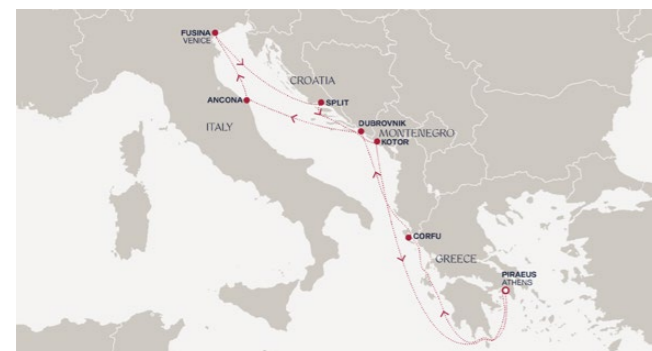 FUSINA
VENICE
CROATIA
ANCONA
SPLIT
ITALY
DUBROVNIK
MONTENEGRO
KOTOR
CORFU
GREECE
PIRAEUS
ATHENS